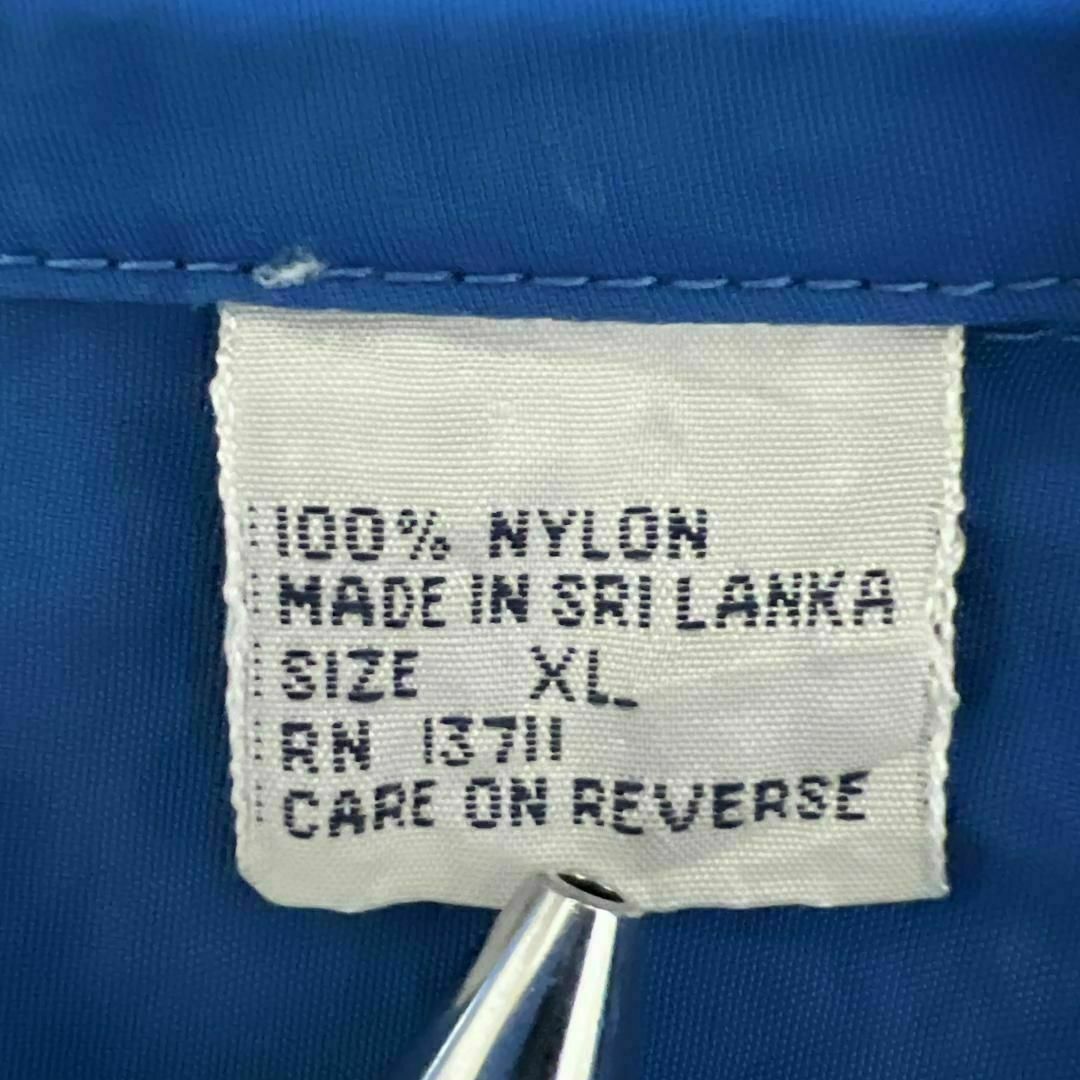 100% NYLON
MADE IN SRI LANKA
SIZE XL
RN 13711
CARE ON REVERSE